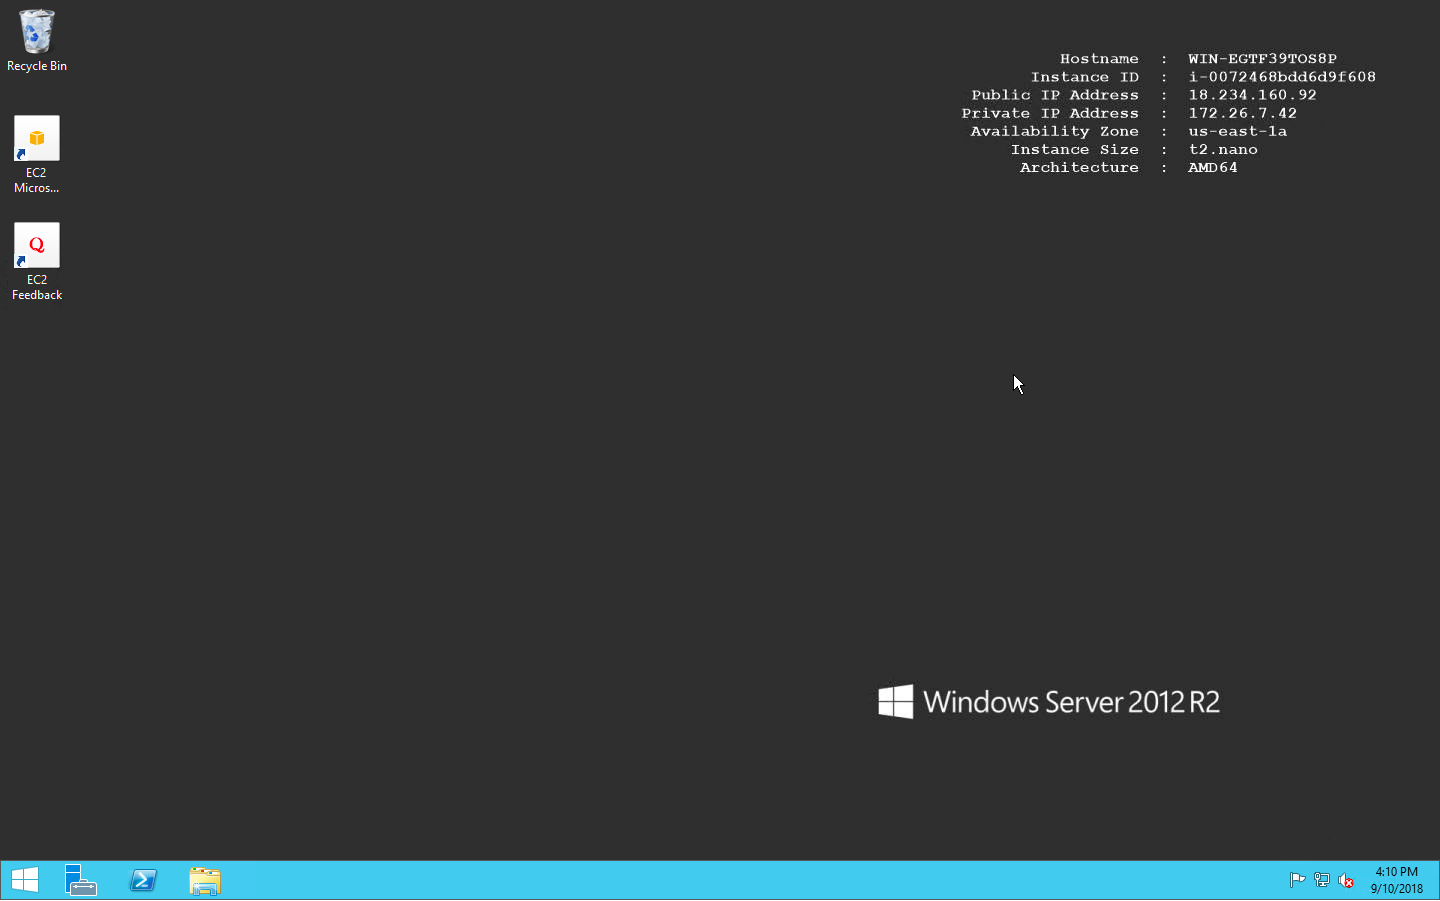 Recycle Bin
EC2
Micros...
Q
EC2
Feedback
Hostname : WIN-EGTF39TOS8P
Instance ID : i-0072468bdd6d9f608
Public IP Address : 18.234.160.92
Private IP Address : 172.26.7.42
Availability Zone : us-east-1a
Instance Size : t2.nano
Architecture : AMD64
Windows Server 2012 R2
4:10 PM
9/10/2018